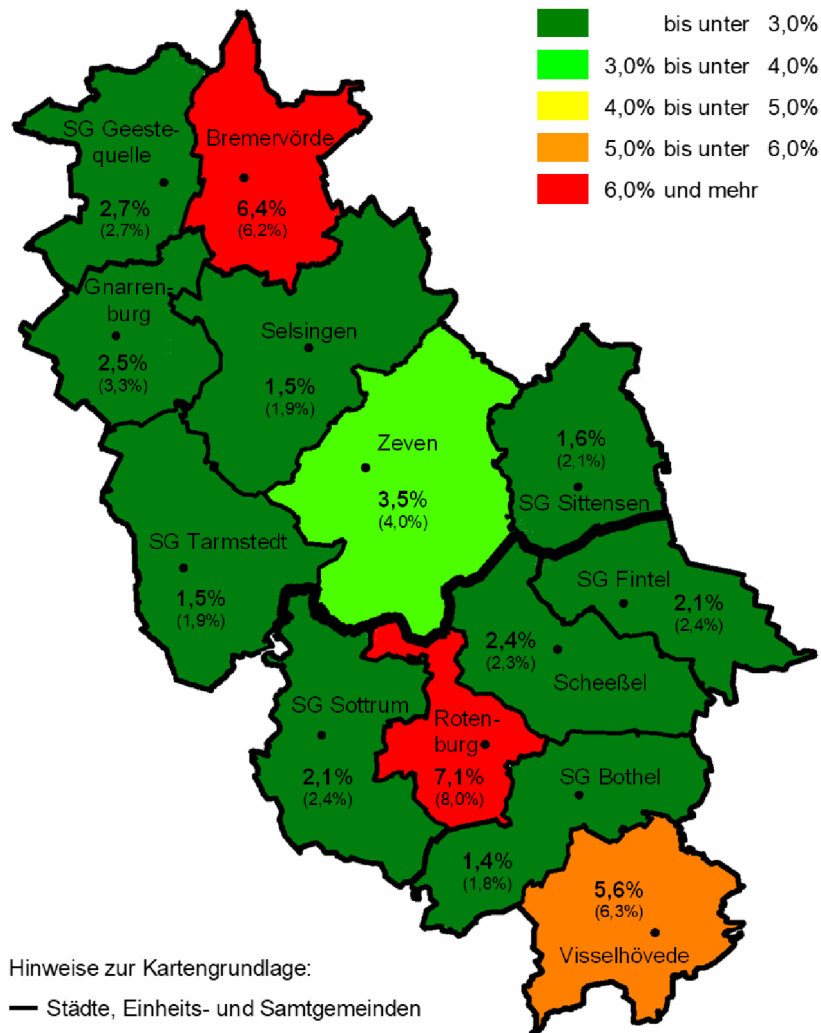 bis unter 3,0%
3,0% bis unter 4,0%
4,0% bis unter 5,0%
5,0% bis unter 6,0%
6,0% und mehr
SG Geeste-
quelle
2,7%
(2,7%)
Bremervörde
6,4%
(6,2%)
Gnarren-
burg
2,5%
(3,3%)
Selsingen
1,5%
(1,9%)
Zeven
3,5%
(4,0%)
1,6%
(2,1%)
SG Sittensen
SG Tarmstedt
1,5%
(1,9%)
SG Fintel
2,1%
(2,4%)
2,4%
(2,3%)
Scheeßel
SG Sottrum
2,1%
(2,4%)
Roten-
burg
7,1%
(8,0%)
SG Bothel
1,4%
(1,8%)
5,6%
(6,3%)
Visselhövede
Hinweise zur Kartengrundlage:
Städte, Einheits- und Samtgemeinden